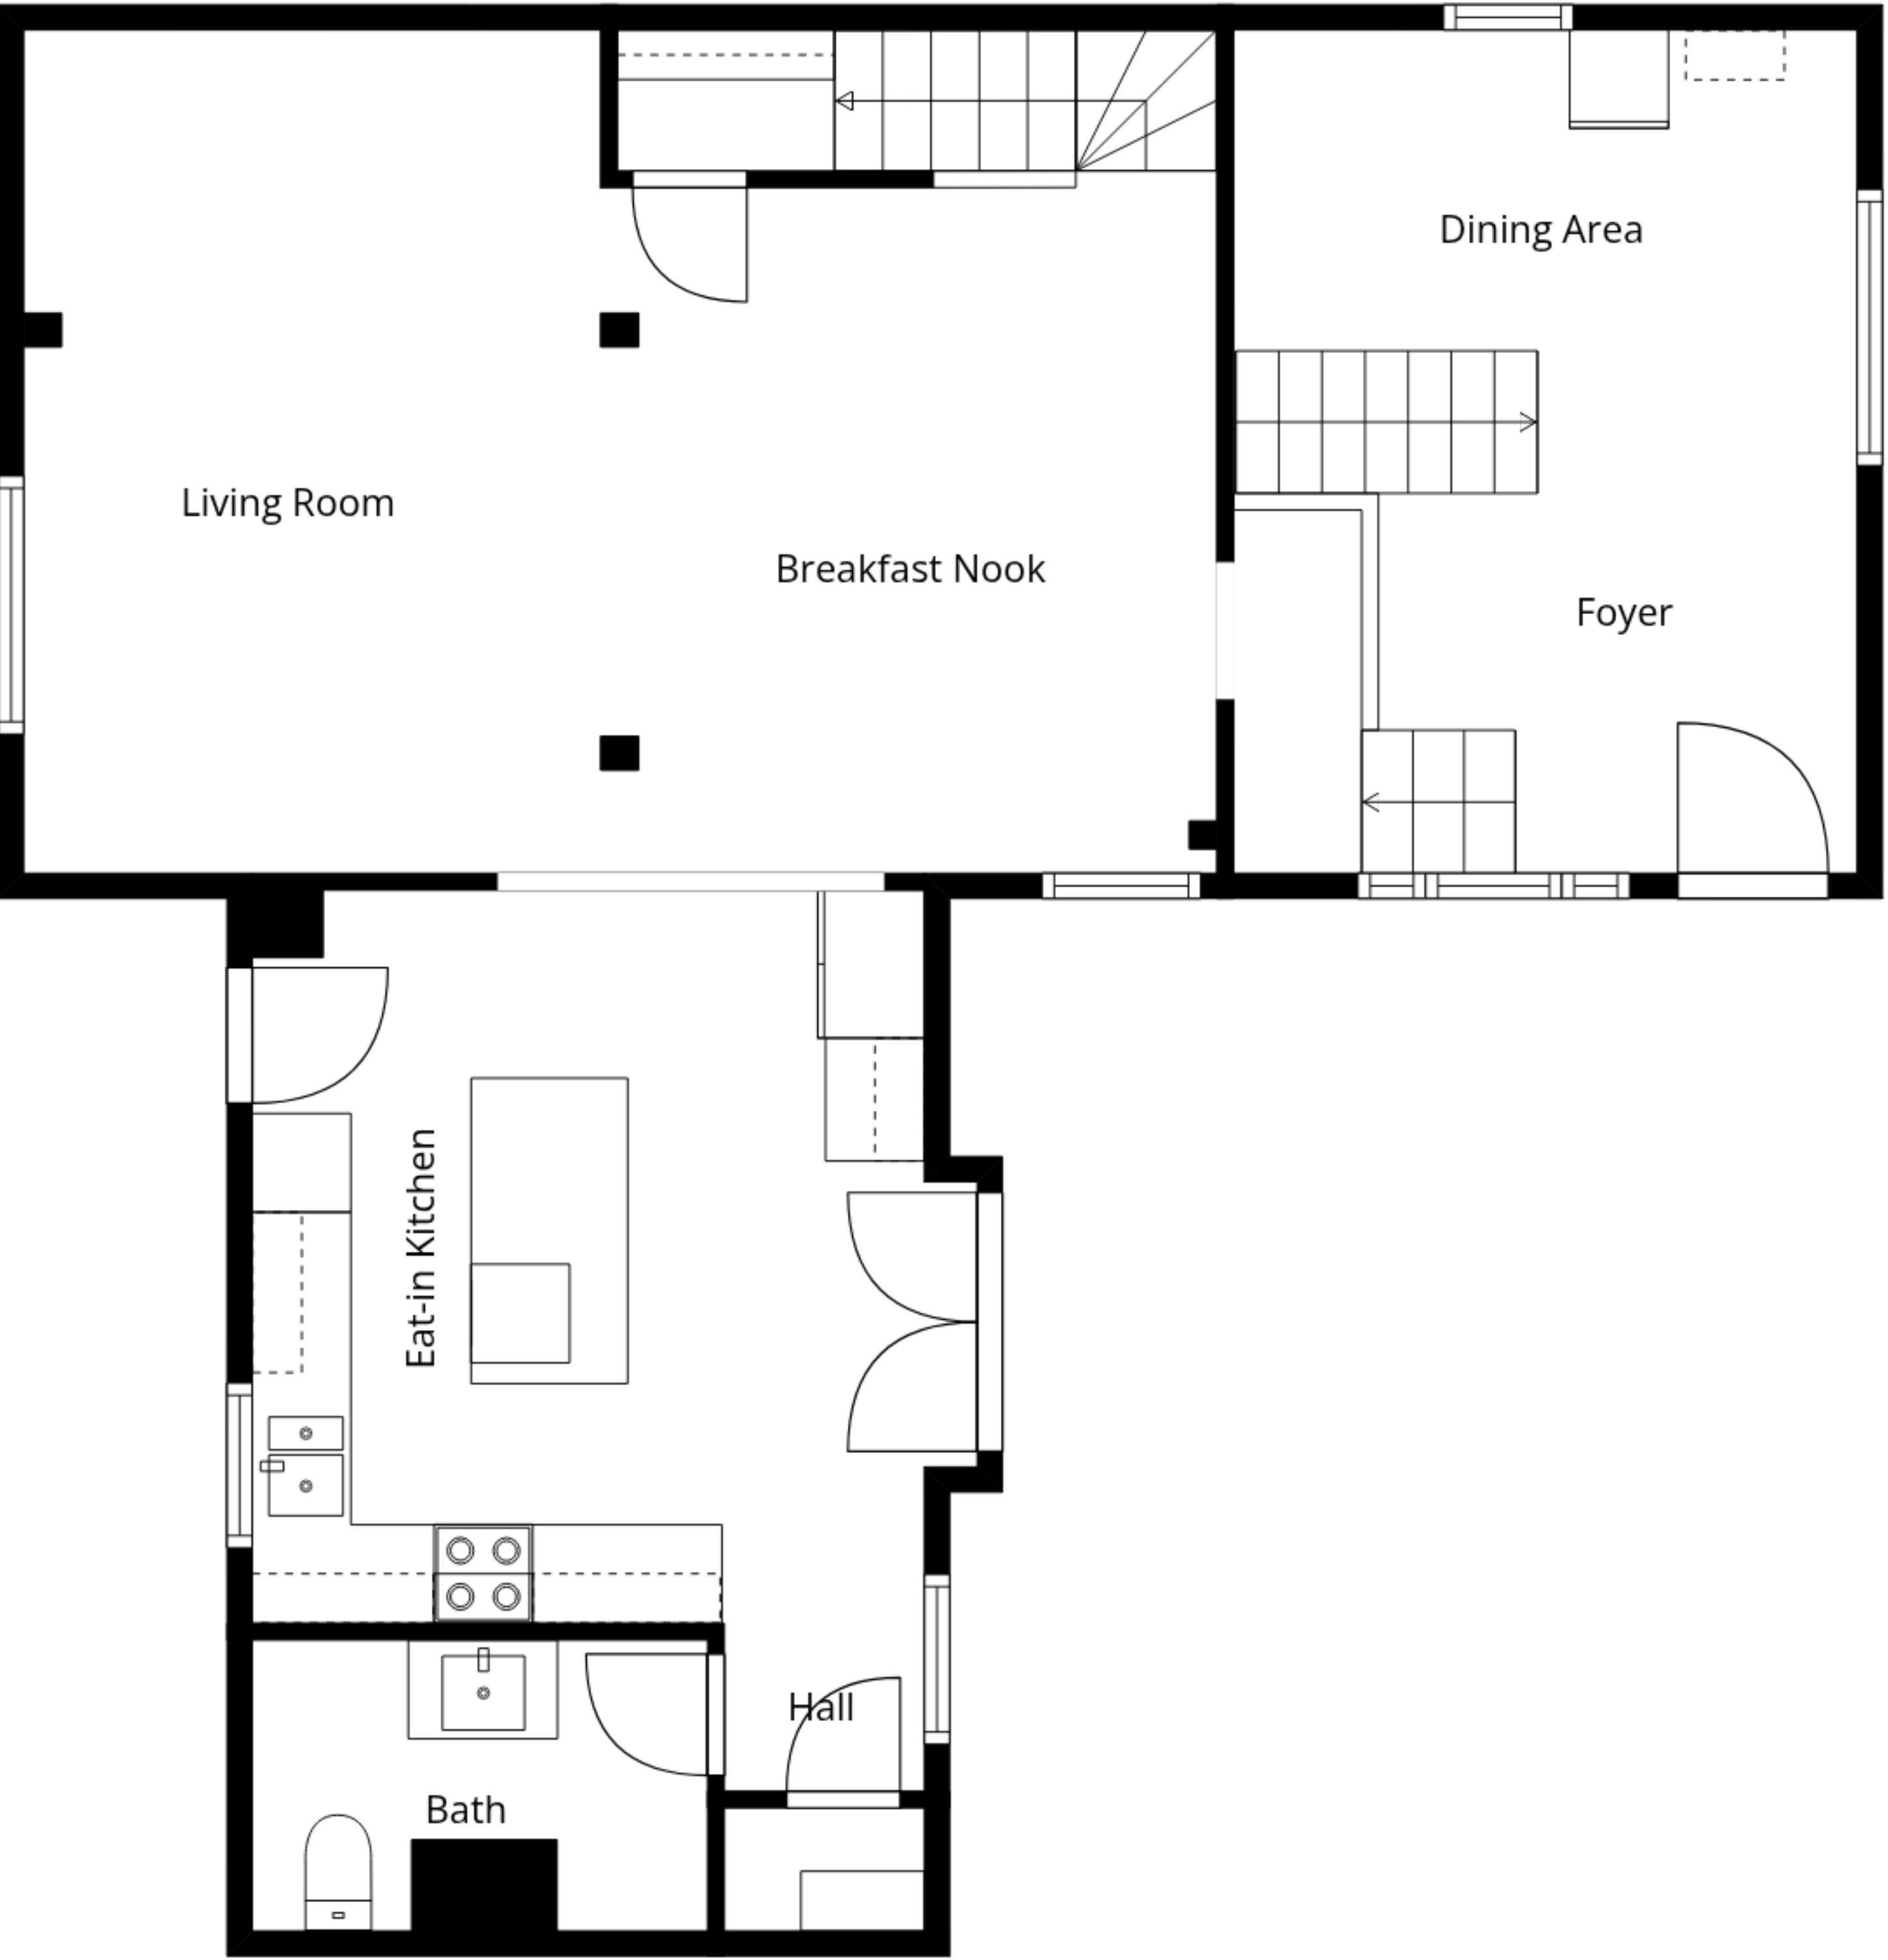 Dining Area
Living Room
Breakfast Nook
Foyer
Eat-in Kitchen
Hall
Bath